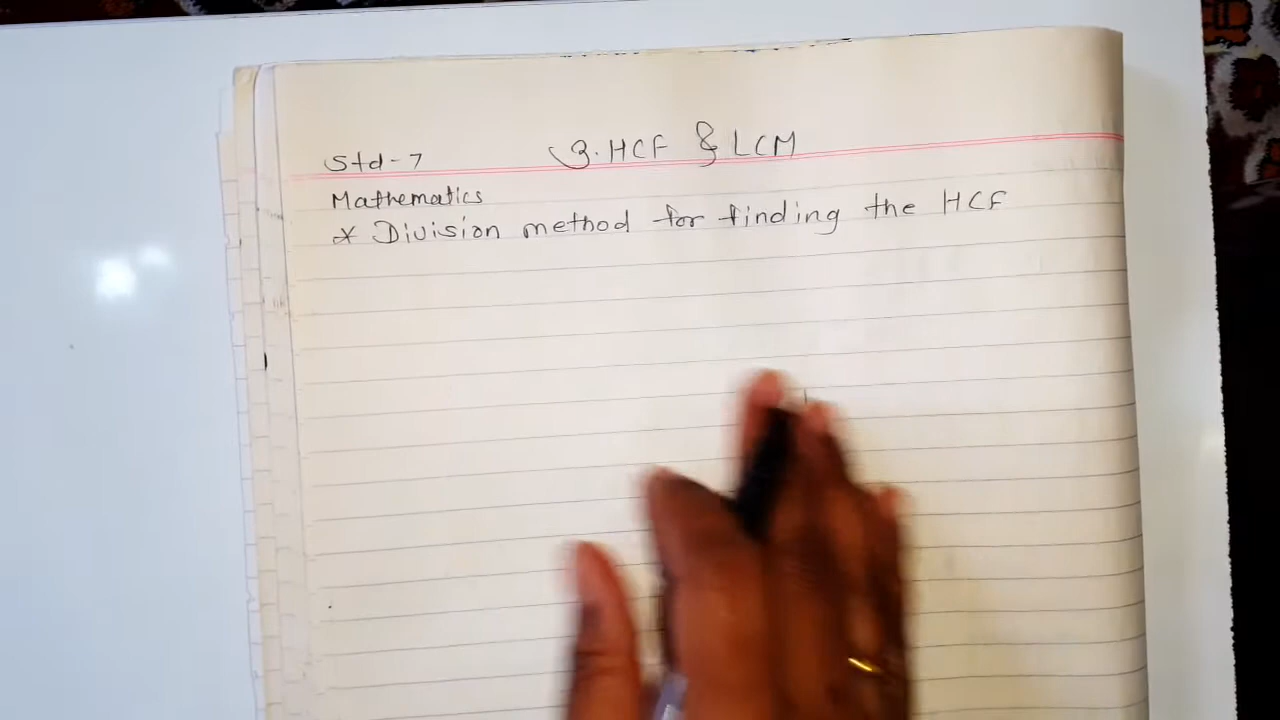 Std-7
3. HCF & LCM
Mathematics
* Division method for finding the HCF